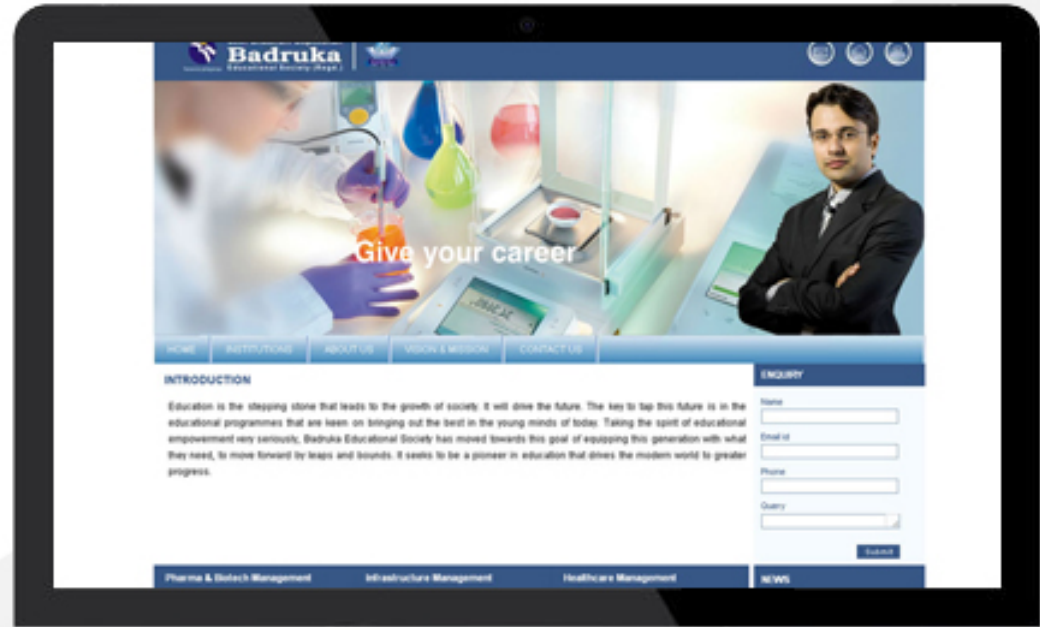 Badruka
Educational Society (Regd.)
Give your career
HOME
INSTITUTIONS
ABOUT US
VISION & MISSION
CONTACT US
INTRODUCTION
Education is the stepping stone that leads to the growth of society. It will drive the future. The key to tap this future is in the
educational programmes that are keen on bringing out the best in the young minds of today. Taking the spirit of educational
empowerment very seriously, Badruka Educational Society has moved towards this goal of equipping this generation with what
they need, to move forward by leaps and bounds. It seeks to be a pioneer in education that drives the modern world to greater
progress.
ENQUIRY
Name
Email id
Phone
Query
Submit
Pharma & Biotech Management
Infrastructure Management
Healthcare Management
NEWS